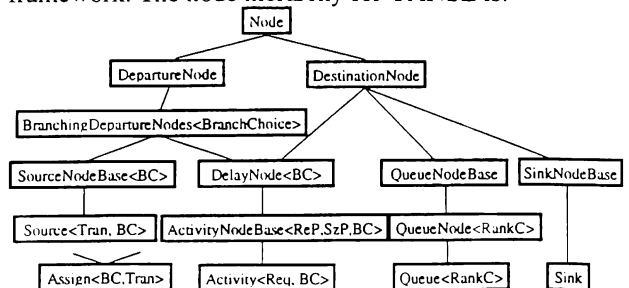 framework. The node hierarchy for YANSL is:
Node
DepartureNode DestinationNode
BranchingDepartureNodes<BranchChoice>
SourceNodeBase<BC> DelayNode<BC> QueueNodeBase SinkNodeBase
Source<Tran, BC> ActivityNodeBase<ReP,SzP,BC> QueueNode<RankC>
Assign<BC,Tran> Activity<Req, BC> Queue<RankC> Sink